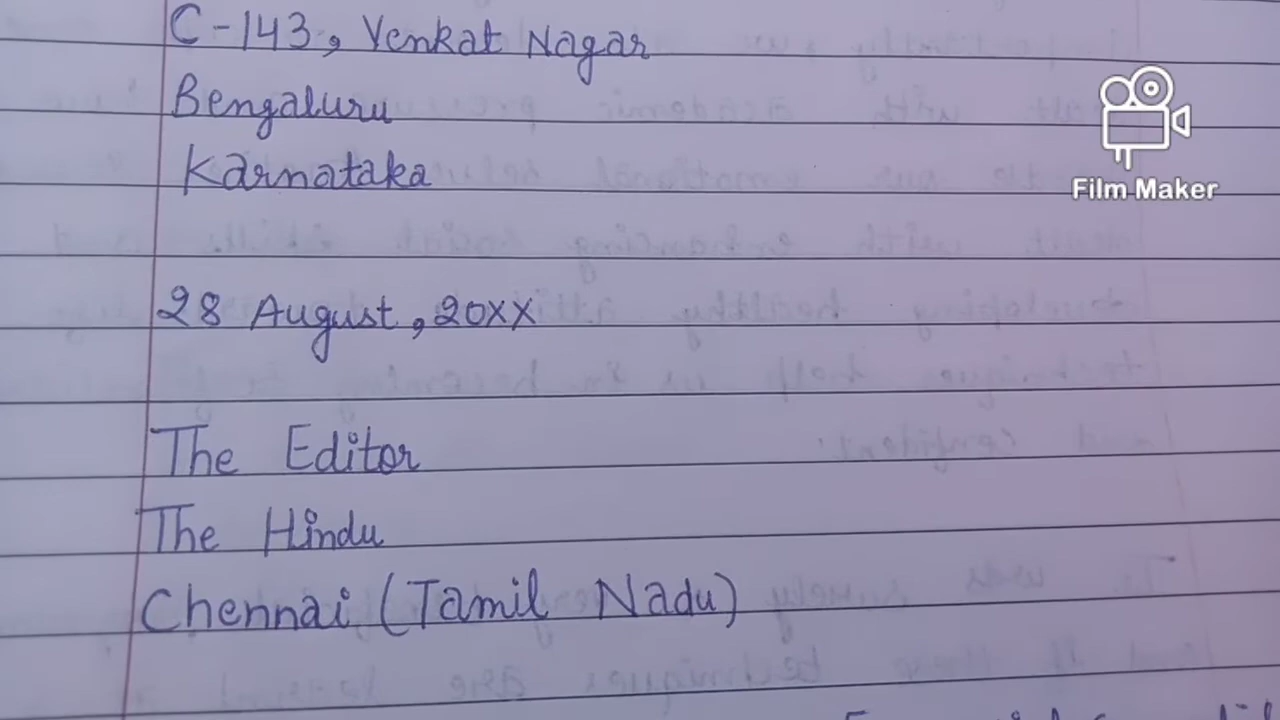 C-143, Venkat Nagar
Bengaluru
Karnataka
Film Maker
28 August, 20XX
The Editor
The Hindu
Chennai (Tamil Nadu)